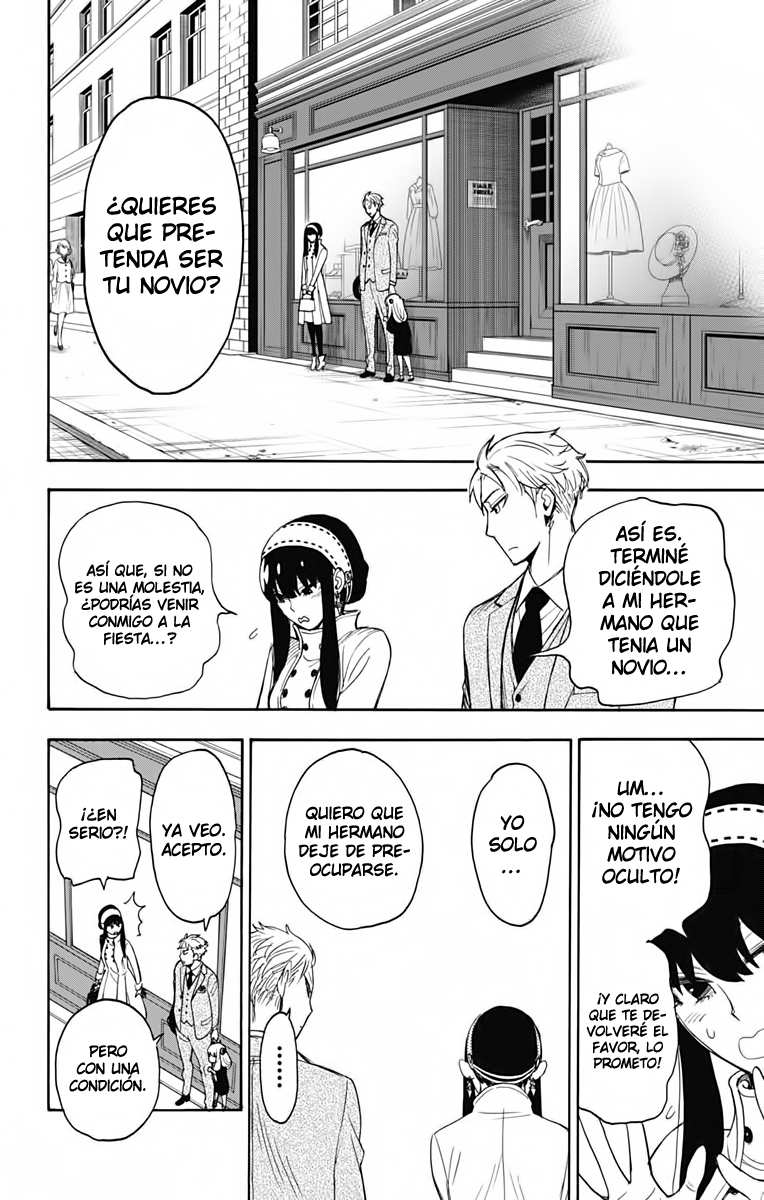 ¿QUIERES
QUE PRE-
TENDA SER
TU NOVIO?
ASÍ ES.
TERMINÉ
DICIÉNDOLE
A MI HER-
MANO QUE
TENIA UN
NOVIO...
ASÍ QUE, SI NO
ES UNA MOLESTIA,
¿PODRÍAS VENIR
CONMIGO A LA
FIESTA...?
UM...
¡NO TENGO
NINGÚN
MOTIVO
OCULTO!
¡Y CLARO
QUE TE DE-
VOLVERÉ EL
FAVOR, LO
PROMETO!
YO
SOLO
...
QUIERO QUE
MI HERMANO
DEJE DE PRE-
OCUPARSE.
......
YA VEO.
ACEPTO.
¡¿EN
SERIO?!
PERO
CON UNA
CONDICIÓN.